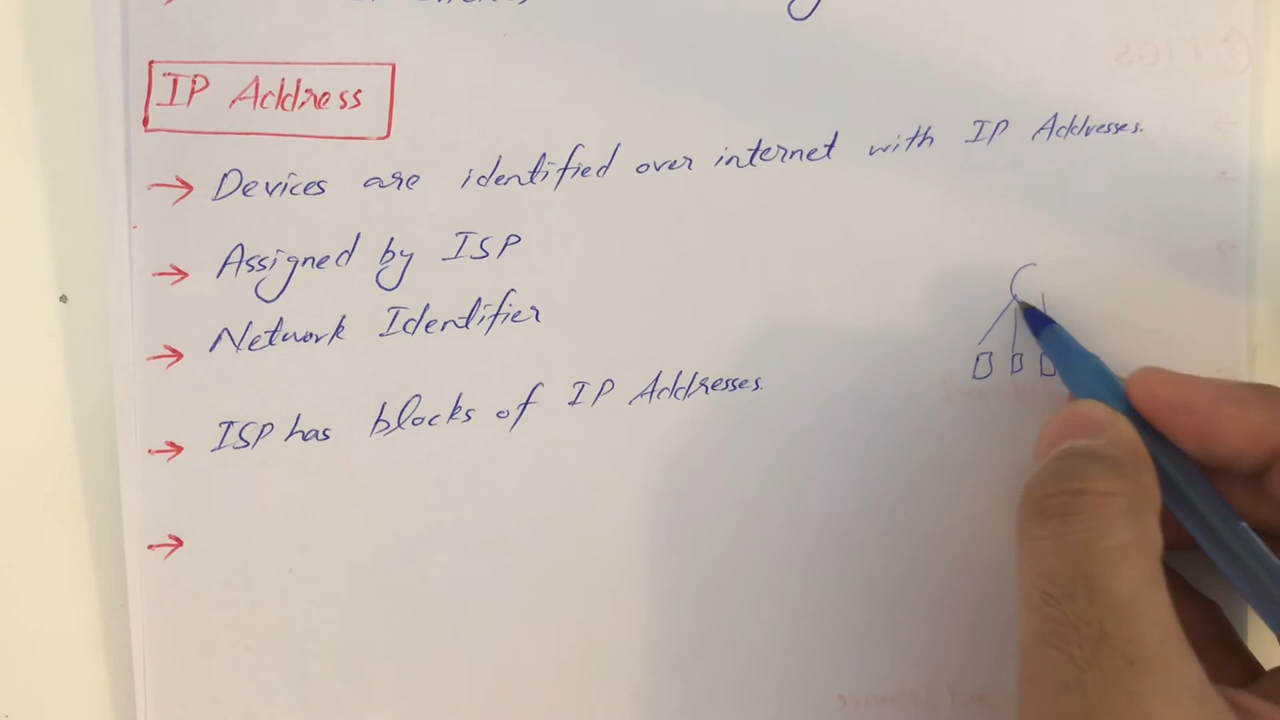 IP Address
→ Devices are identified over internet with IP Addresses.
→ Assigned by ISP
→ Network Identifier
→ ISP has blocks of IP Addresses.
→